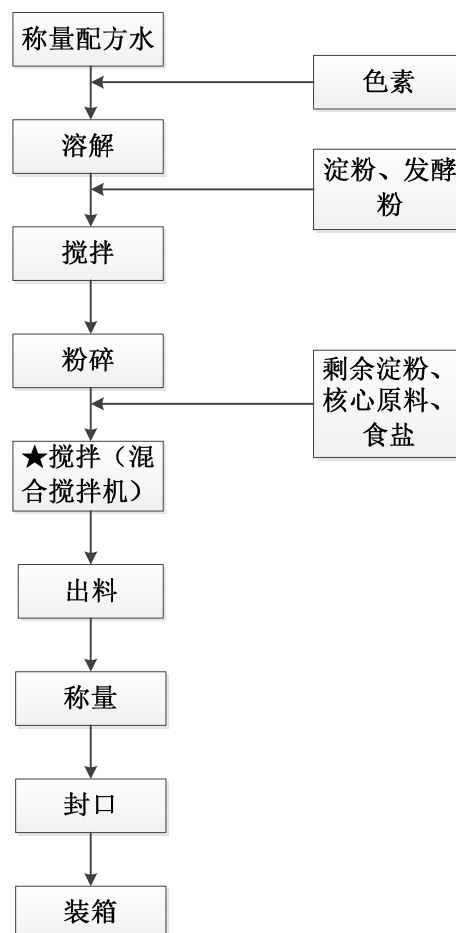 称量配方水
色素
溶解
淀粉、发酵
粉
搅拌
粉碎
剩余淀粉、
核心原料、
食盐
★搅拌（混
合搅拌机）
出料
称量
封口
装箱